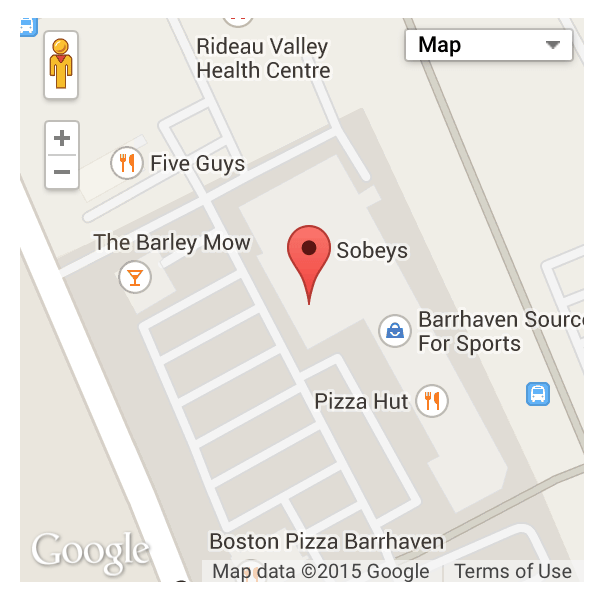 Rideau Valley
Health Centre
Map
+
−
Five Guys
The Barley Mow
Sobeys
Barrhaven Source
For Sports
Pizza Hut
Boston Pizza Barrhaven
Google
Map data ©2015 Google
Terms of Use